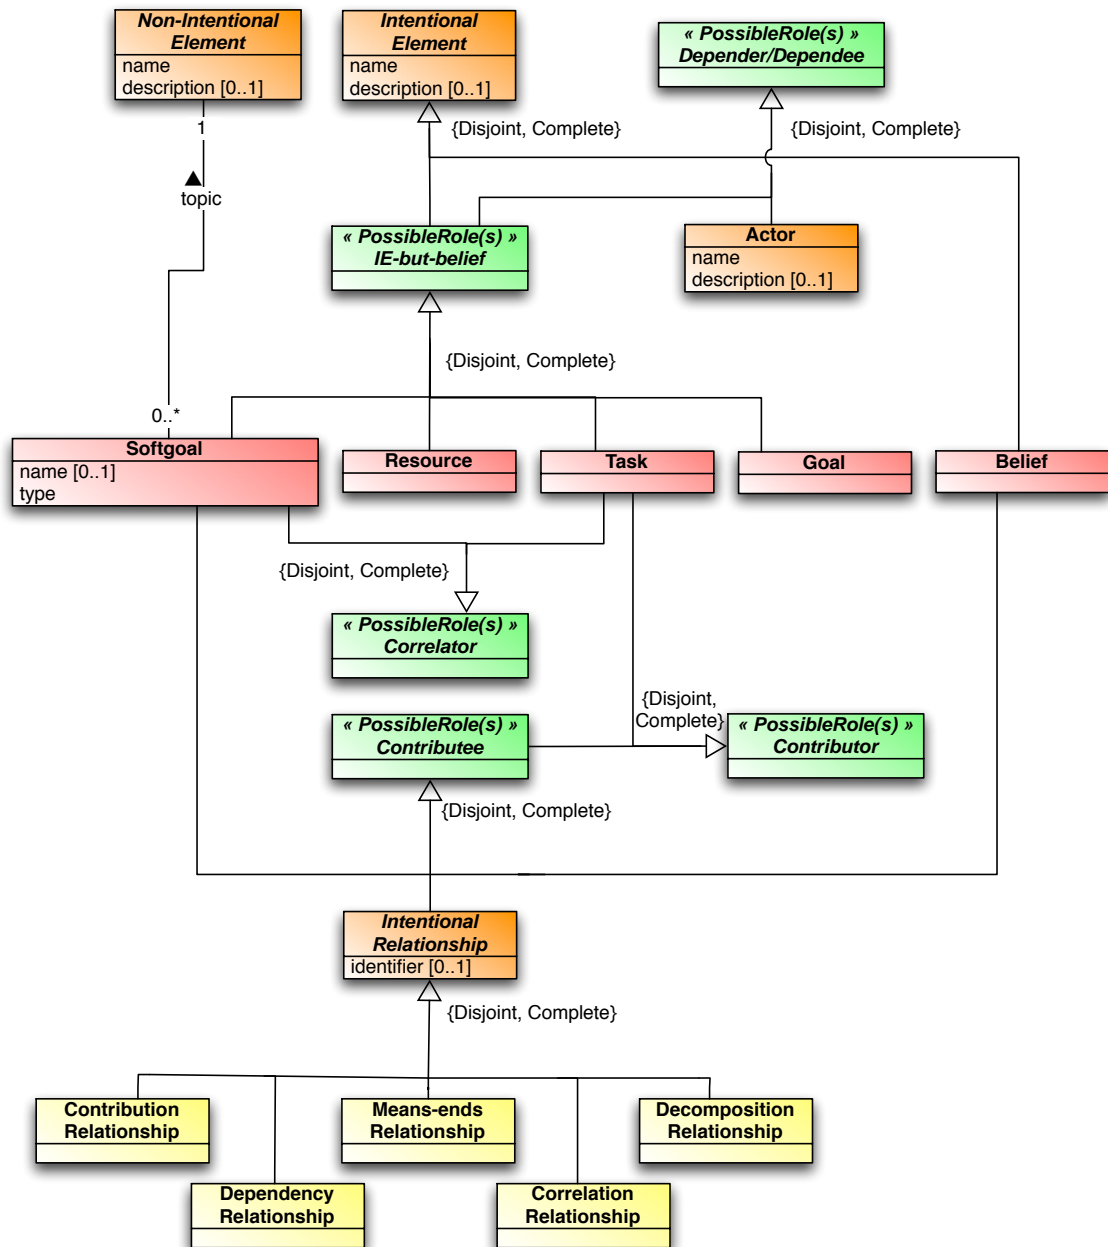 Non-Intentional
Element
name
description [0..1]
Intentional
Element
name
description [0..1]
« PossibleRole(s) »
Depender/Dependee
1
{Disjoint, Complete}
{Disjoint, Complete}
topic
« PossibleRole(s) »
IE-but-belief
Actor
name
description [0..1]
{Disjoint, Complete}
0..*
Softgoal
name [0..1]
type
Resource
Task
Goal
Belief
{Disjoint, Complete}
« PossibleRole(s) »
Correlator
{Disjoint,
Complete}
« PossibleRole(s) »
Contributee
« PossibleRole(s) »
Contributor
{Disjoint, Complete}
Intentional
Relationship
identifier [0..1]
{Disjoint, Complete}
Contribution
Relationship
Means-ends
Relationship
Decomposition
Relationship
Dependency
Relationship
Correlation
Relationship